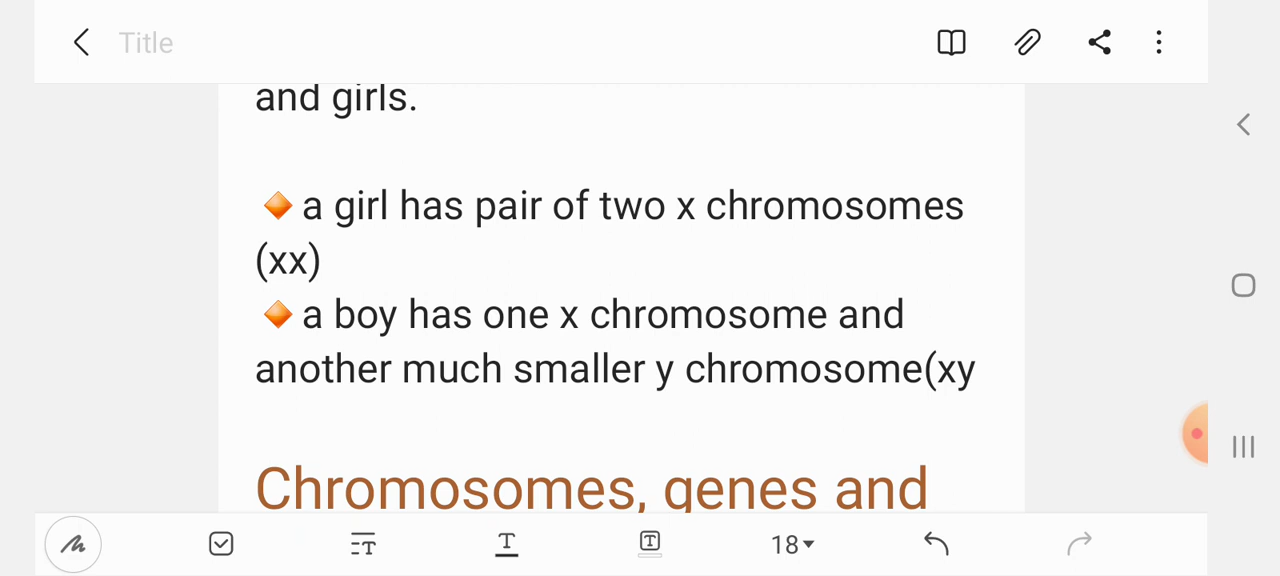 Title
and girls.
🔸a girl has pair of two x chromosomes
(xx)
🔸a boy has one x chromosome and
another much smaller y chromosome(xy
Chromosomes, genes and
T
T
T
18